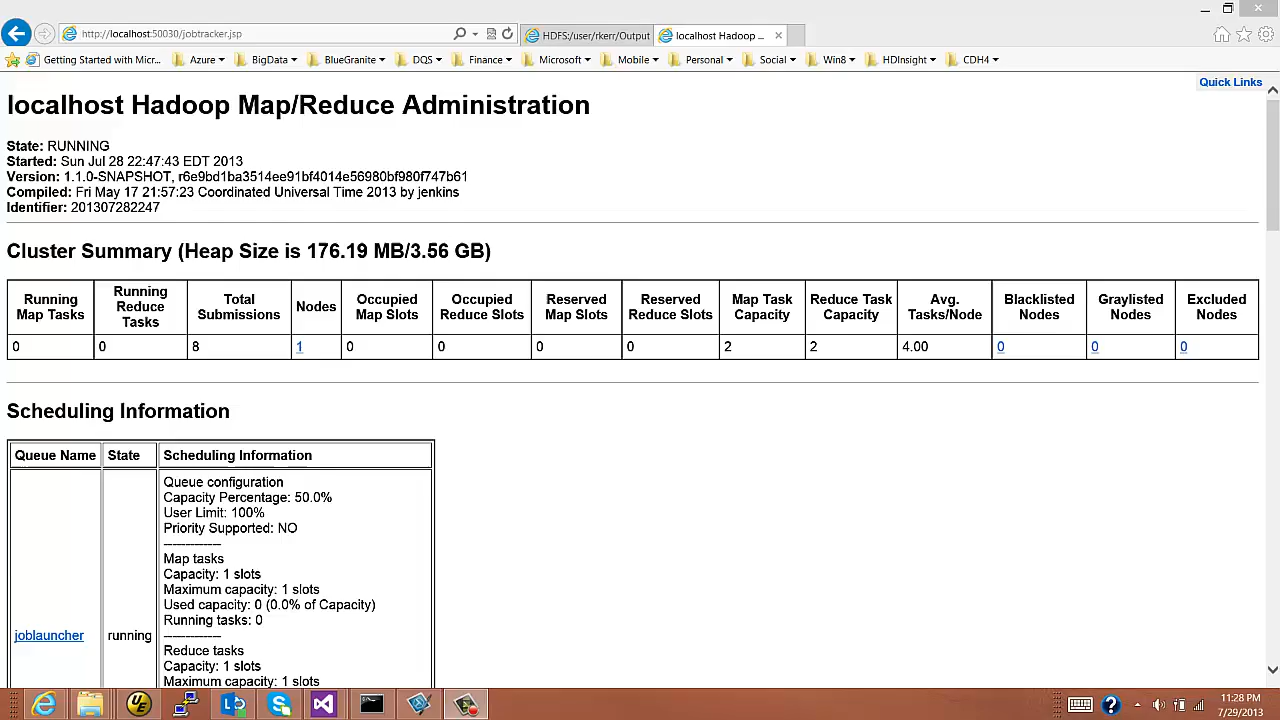 http://localhost:50030/jobtracker.jsp
HDFS:/user/rkerr/Output
localhost Hadoop ...
Getting Started with Micr...
Azure
BigData
BlueGranite
DQS
Finance
Microsoft
Mobile
Personal
Social
Win8
HDInsight
CDH4
Quick Links
localhost Hadoop Map/Reduce Administration
State: RUNNING
Started: Sun Jul 28 22:47:43 EDT 2013
Version: 1.1.0-SNAPSHOT, r6e9bd1ba3514ee91bf4014e56980bf980f747b61
Compiled: Fri May 17 21:57:23 Coordinated Universal Time 2013 by jenkins
Identifier: 201307282247
Cluster Summary (Heap Size is 176.19 MB/3.56 GB)
Running Map Tasks
Running Reduce Tasks
Total Submissions
Nodes
Occupied Map Slots
Occupied Reduce Slots
Reserved Map Slots
Reserved Reduce Slots
Map Task Capacity
Reduce Task Capacity
Avg. Tasks/Node
Blacklisted Nodes
Graylisted Nodes
Excluded Nodes
0 0 8 1 0 0 0 0 2 2 4.00 0 0 0
Scheduling Information
Queue Name State Scheduling Information
Queue configuration
Capacity Percentage: 50.0%
User Limit: 100%
Priority Supported: NO
-------------
Map tasks
Capacity: 1 slots
Maximum capacity: 1 slots
Used capacity: 0 (0.0% of Capacity)
Running tasks: 0
joblauncher running -------------
Reduce tasks
Capacity: 1 slots
Maximum capacity: 1 slots
11:28 PM
7/29/2013